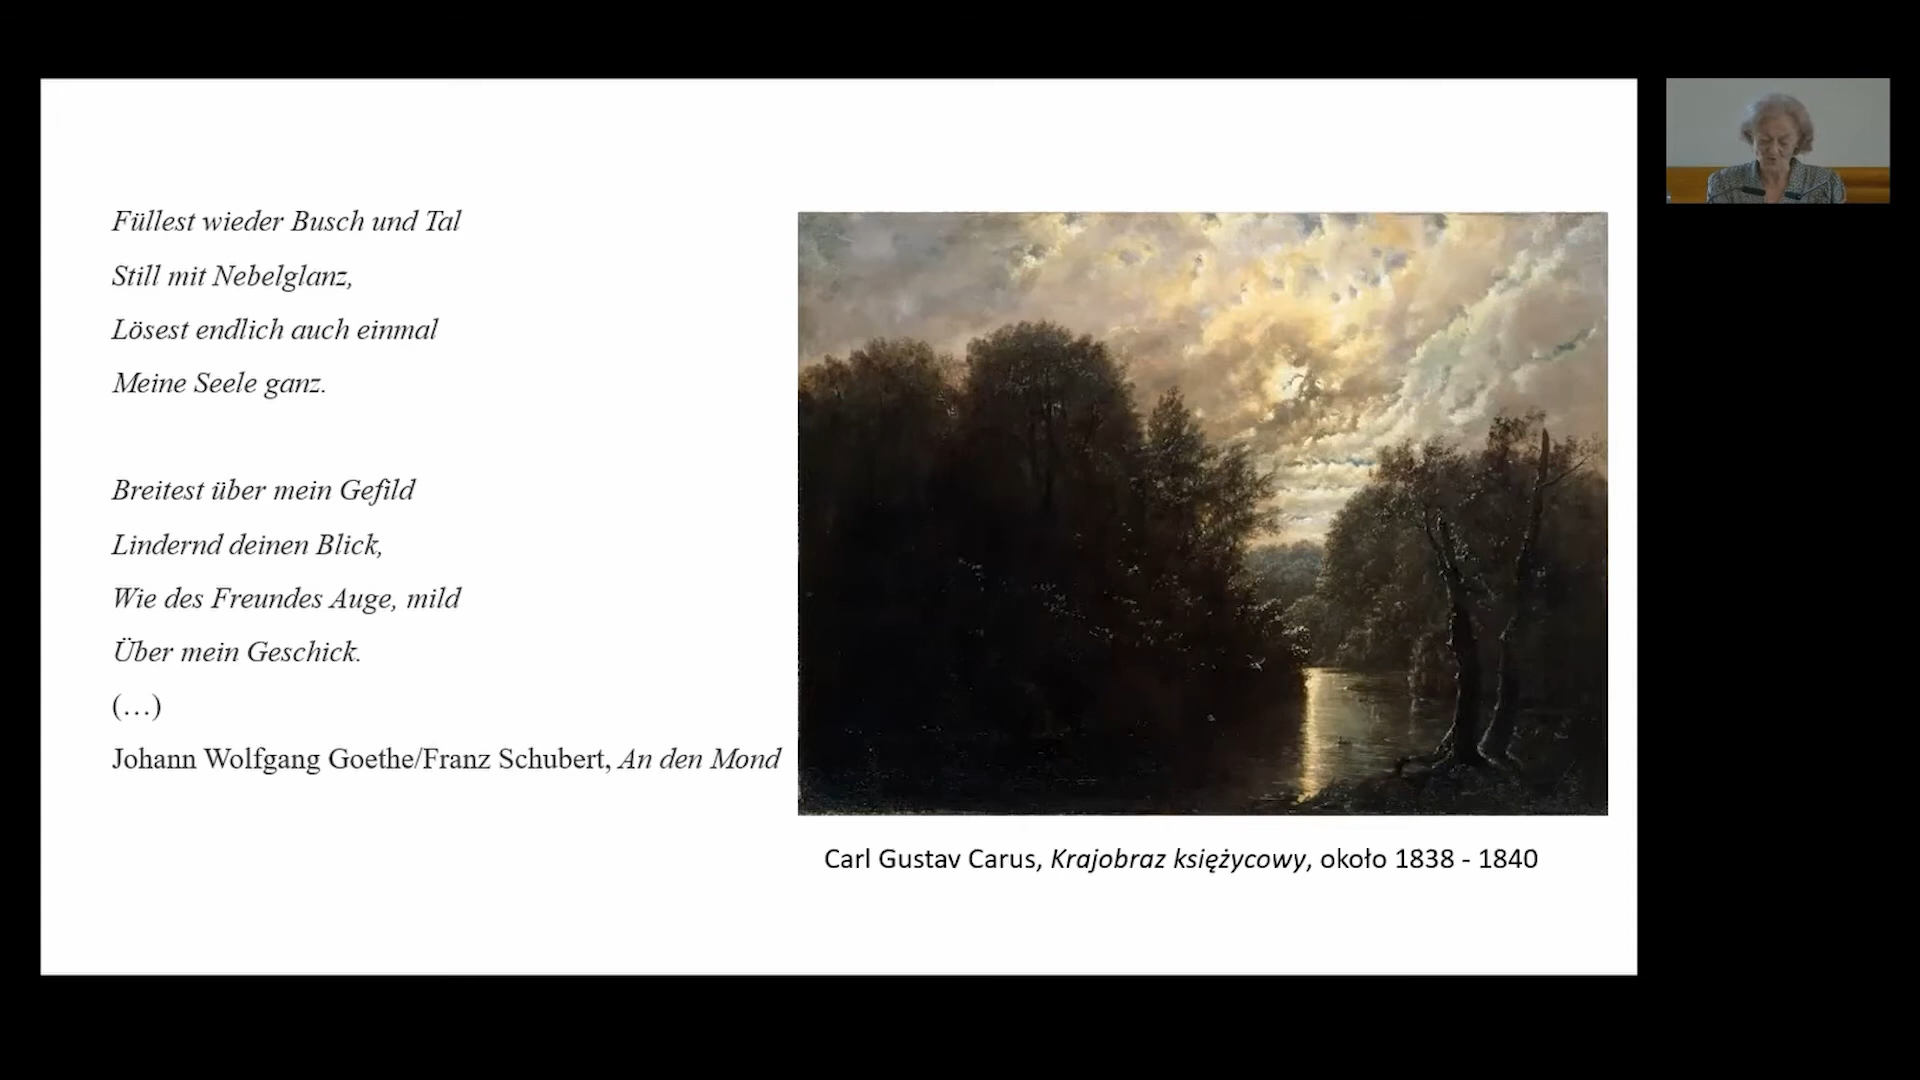 Füllest wieder Busch und Tal
Still mit Nebelglanz,
Lösest endlich auch einmal
Meine Seele ganz.
Breitest über mein Gefild
Lindernd deinen Blick,
Wie des Freundes Auge, mild
Über mein Geschick.
(…)
Johann Wolfgang Goethe/Franz Schubert, An den Mond
Carl Gustav Carus, Krajobraz księżycowy, około 1838 - 1840